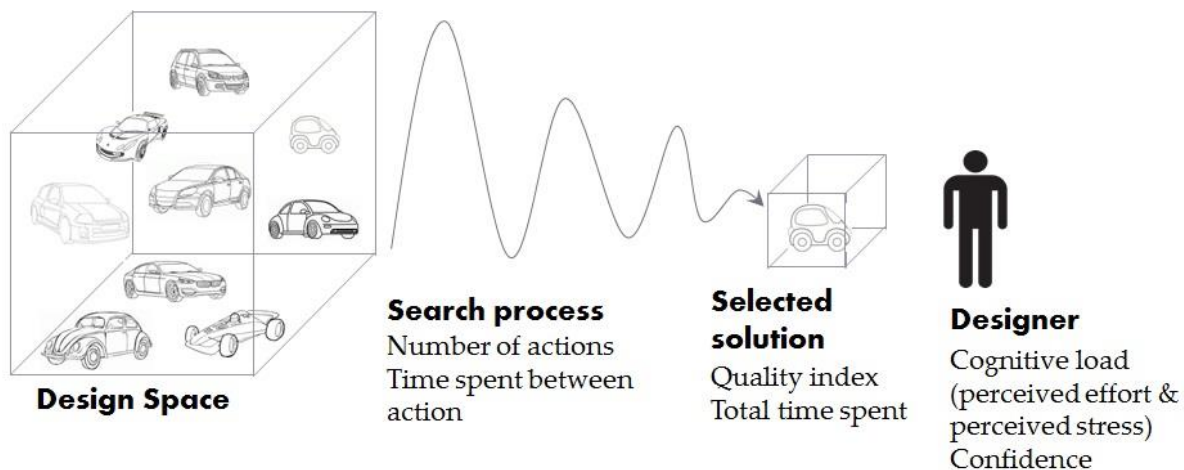 Design Space
Search process
Number of actions
Time spent between
action
Selected
solution
Quality index
Total time spent
Designer
Cognitive load
(perceived effort &
perceived stress)
Confidence